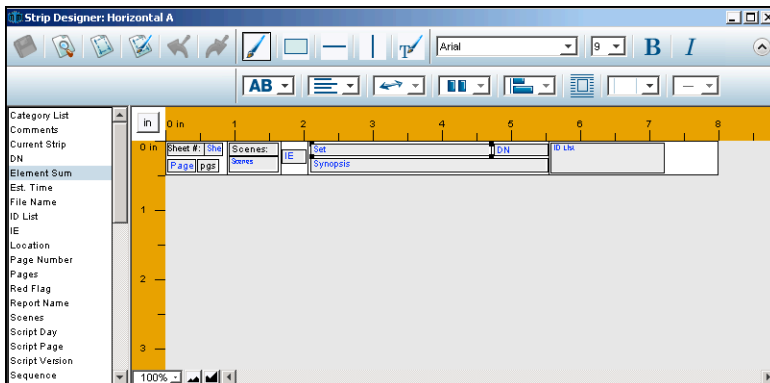 Strip Designer: Horizontal A
T
Arial
9
B
I
AB
Category List
Comments
Current Strip
DN
Element Sum
Est. Time
File Name
ID List
IE
Location
Page Number
Pages
Red Flag
Report Name
Scenes
Script Day
Script Page
Script Version
Sequence
in
0 in 1 2 3 4 5 6 7 8
0 in
1
2
3
Sheet #: She Scenes: IE Set DN ID List
Page pgs Scenes Synopsis
100%